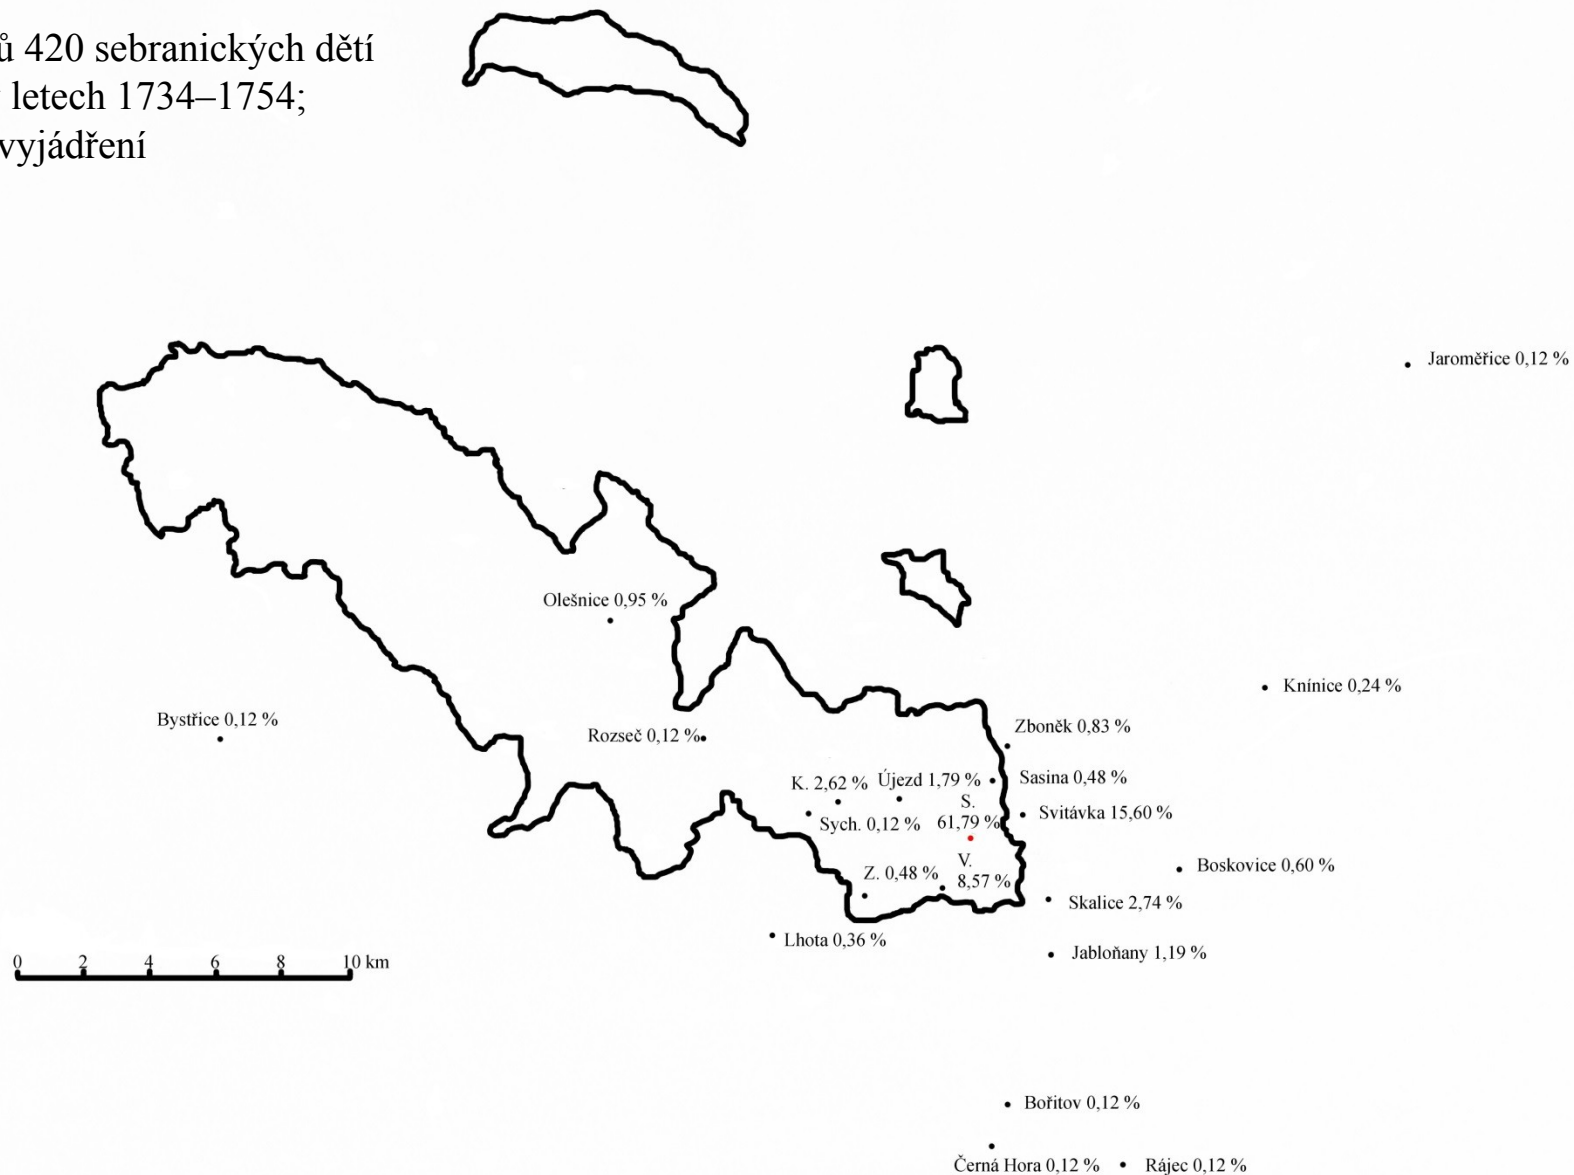 ů 420 sebranických dětí
letech 1734–1754;
vyjádření
Jaroměřice 0,12 %
Olešnice 0,95 %
Knínice 0,24 %
Bystřice 0,12 %
Rozseč 0,12 %
Zboněk 0,83 %
K. 2,62 %
Újezd 1,79 %
Sasina 0,48 %
S.
61,79 %
Sych. 0,12 %
Svitávka 15,60 %
Z. 0,48 %
V.
8,57 %
Boskovice 0,60 %
Skalice 2,74 %
Lhota 0,36 %
Jabloňany 1,19 %
0 2 4 6 8 10 km
Bořitov 0,12 %
Černá Hora 0,12 %
Rájec 0,12 %